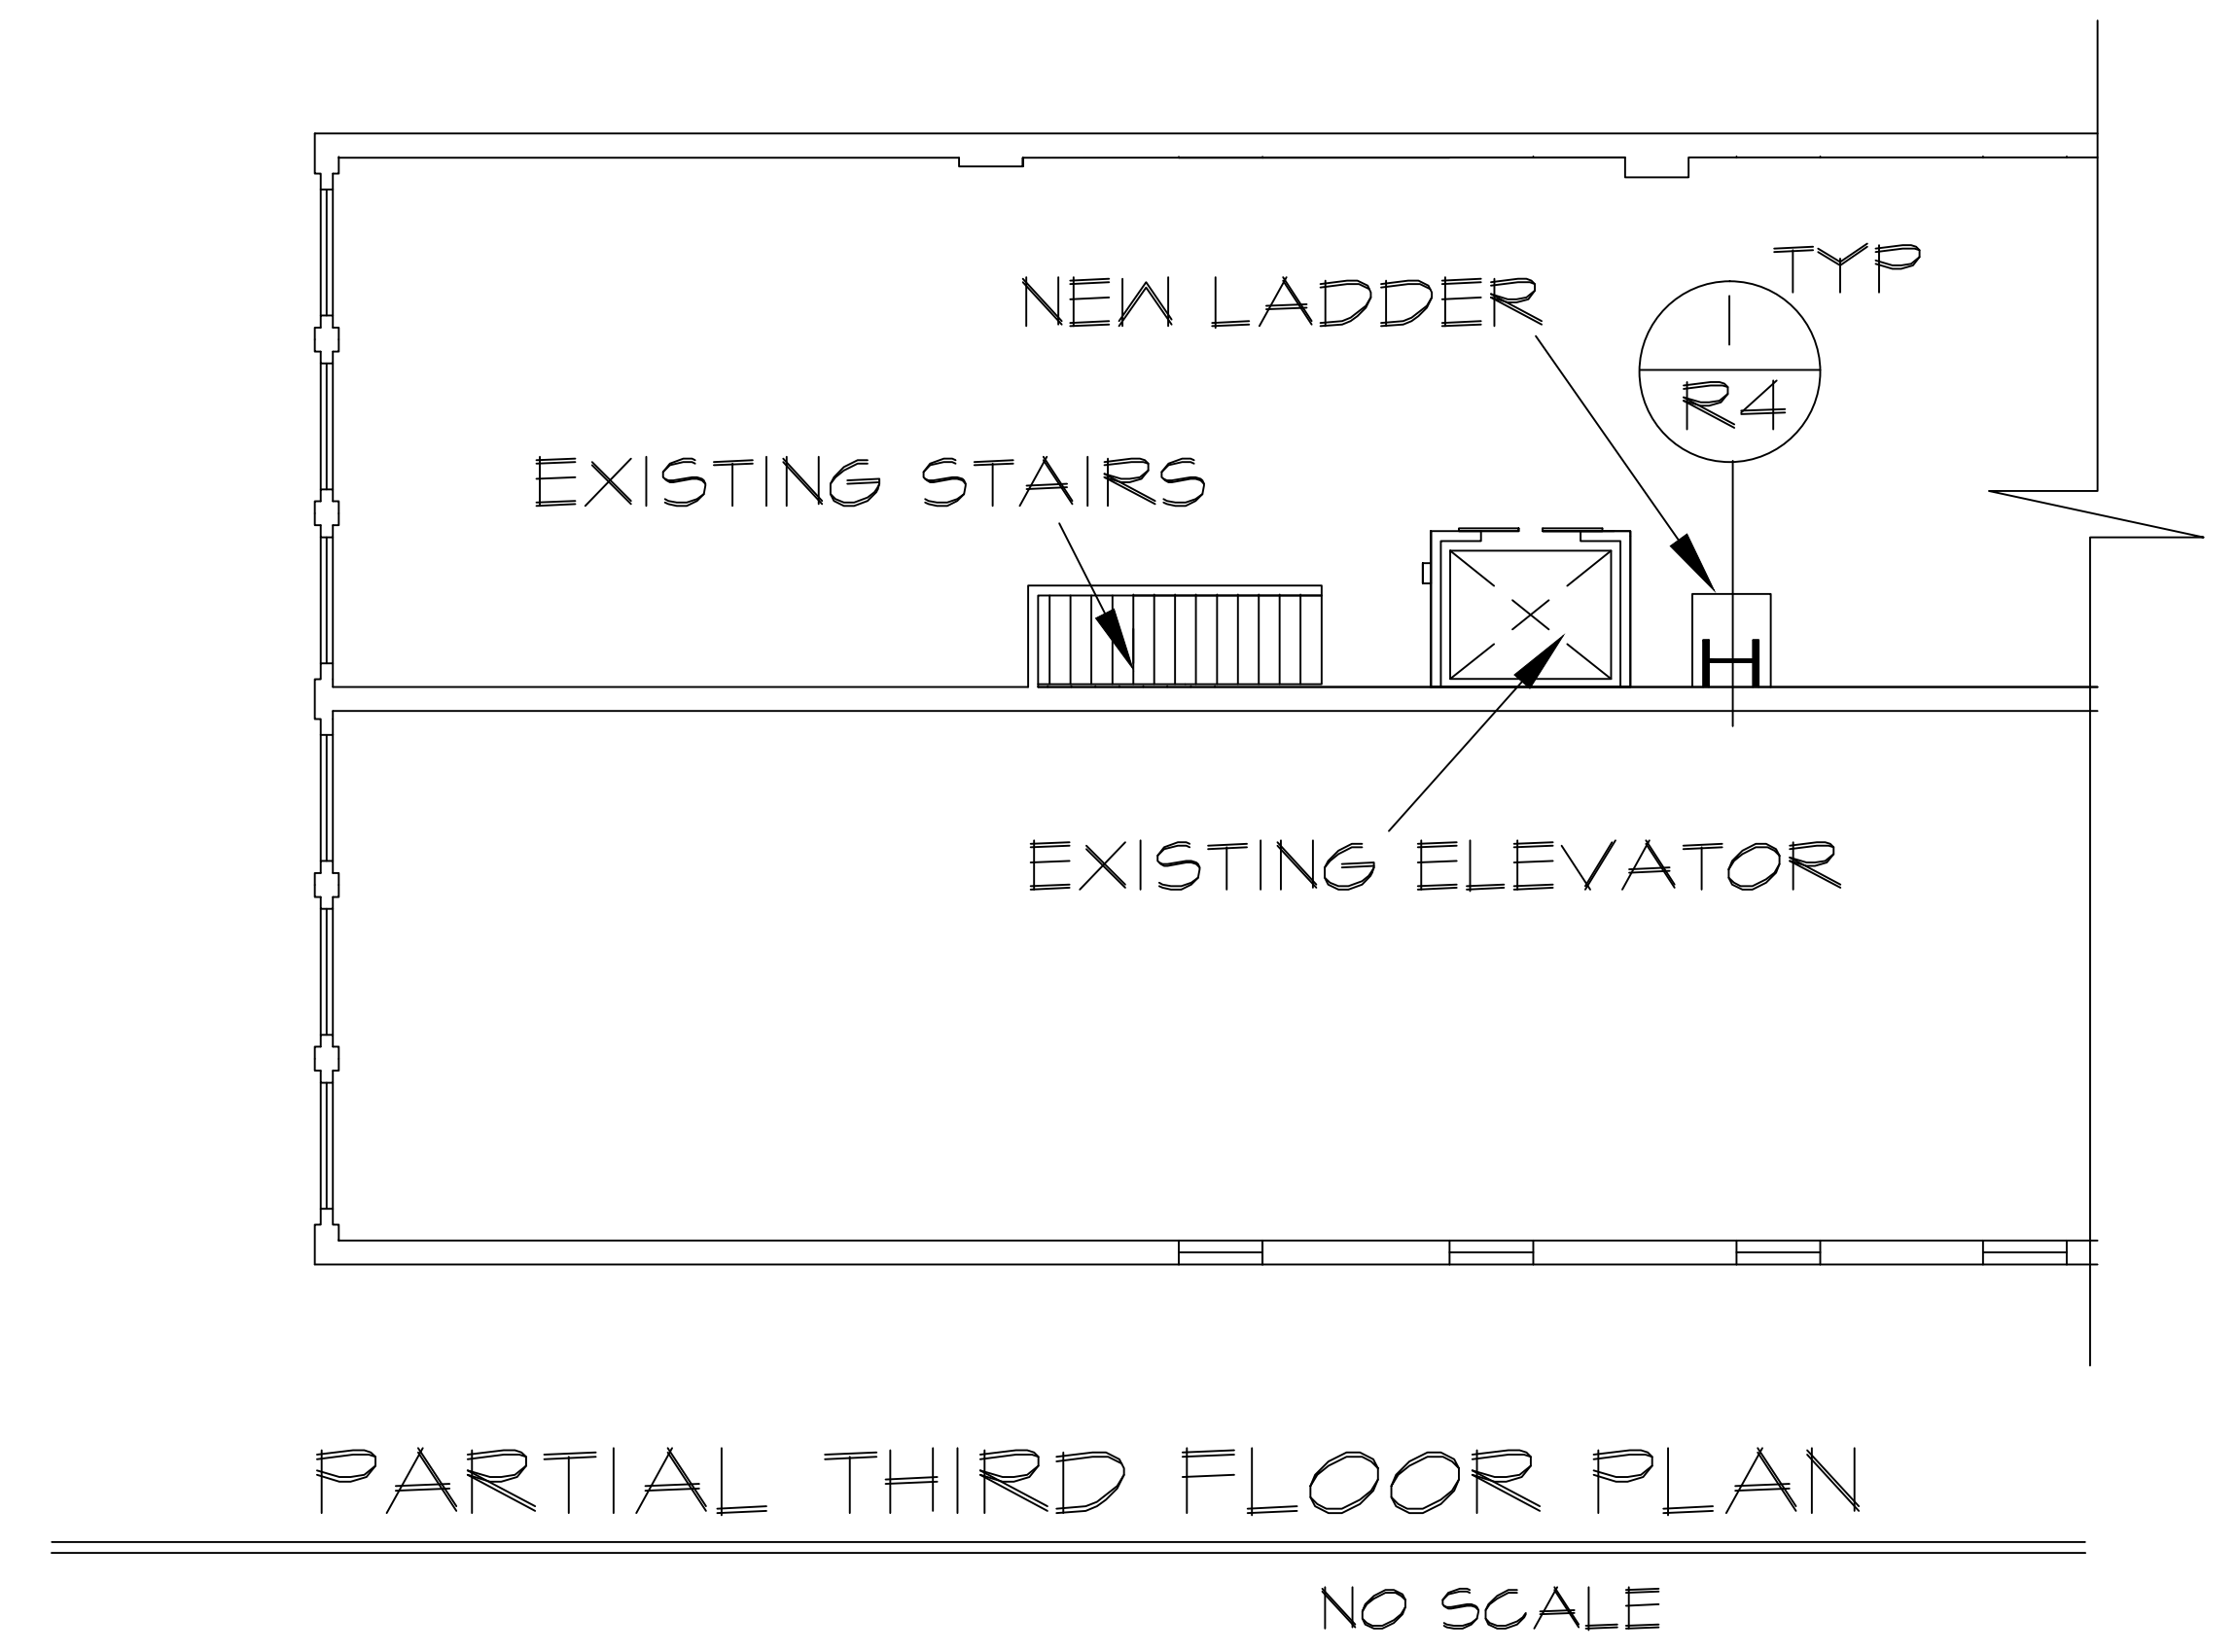 TYP
NEW LADDER
1
R4
EXISTING STAIRS
EXISTING ELEVATOR
PARTIAL THIRD FLOOR PLAN
NO SCALE